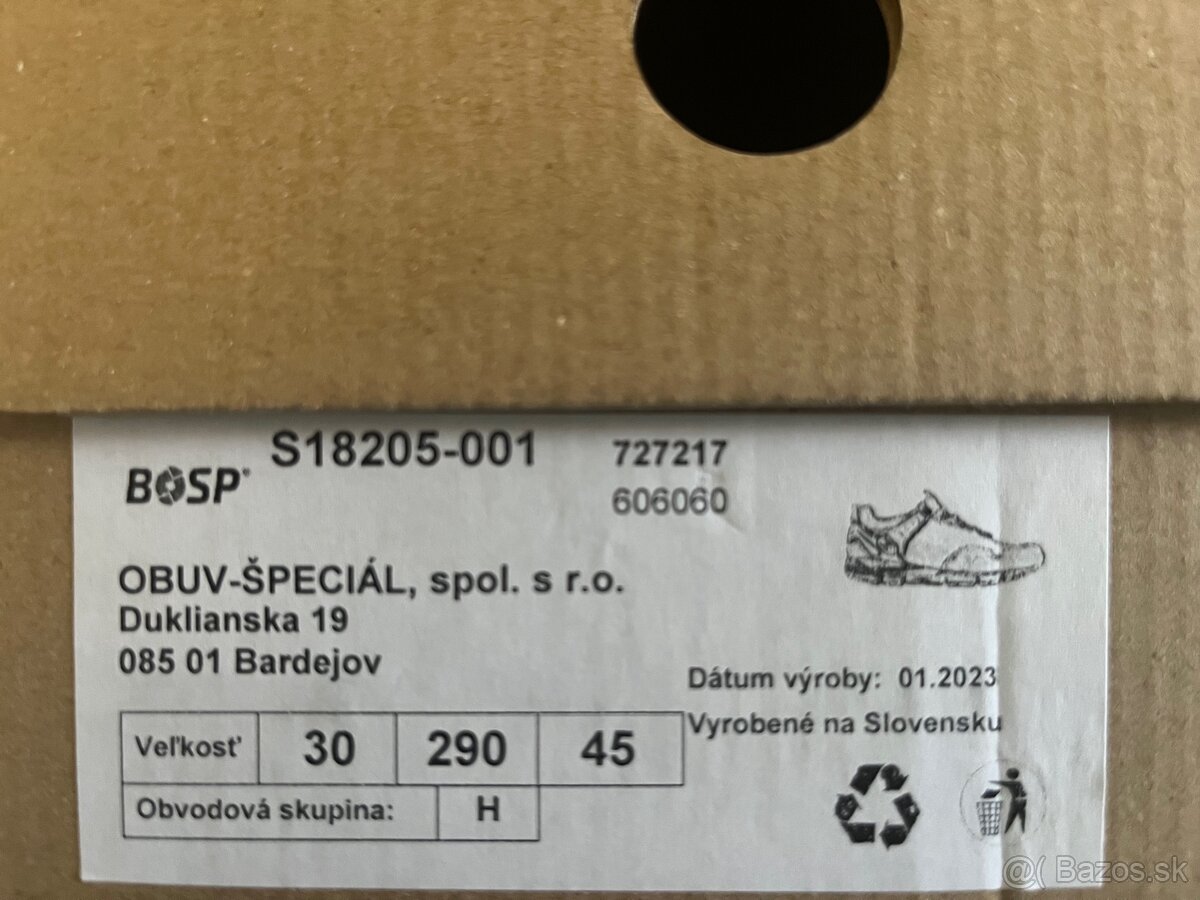 S18205-001
727217
BOSP®
606060
OBUV-ŠPECIÁL, spol. s r.o.
Duklianska 19
085 01 Bardejov
Dátum výroby: 01.2023
Vyrobené na Slovensku
Veľkosť 30 290 45
Obvodová skupina: H
@( Bazos.sk